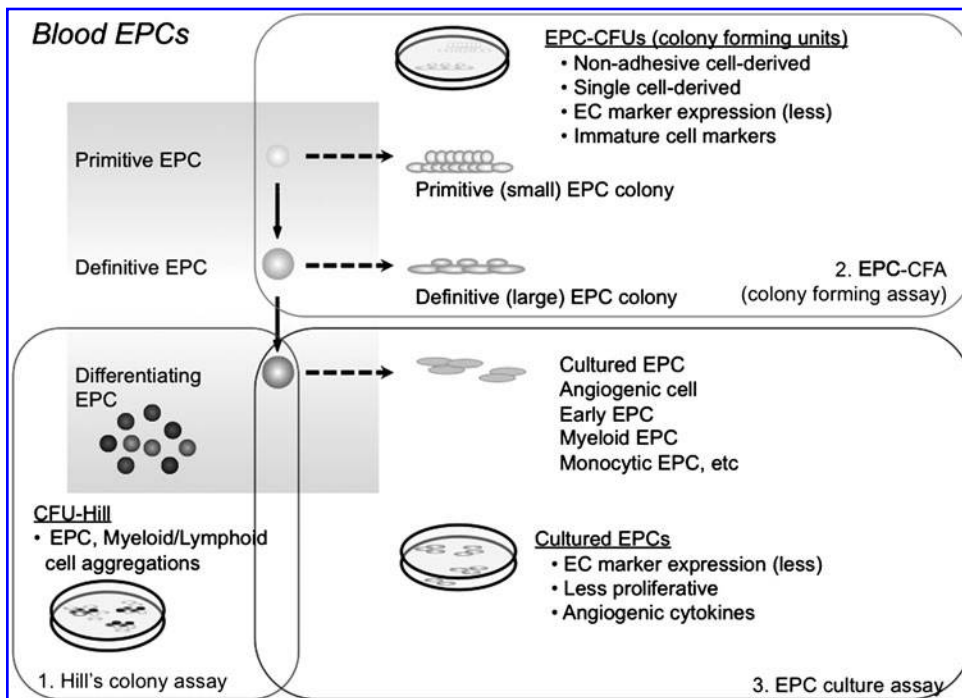 Blood EPCs
EPC-CFUs (colony forming units)
• Non-adhesive cell-derived
• Single cell-derived
• EC marker expression (less)
• Immature cell markers
Primitive EPC
Primitive (small) EPC colony
Definitive EPC
Definitive (large) EPC colony
2. EPC-CFA
(colony forming assay)
Differentiating
EPC
Cultured EPC
Angiogenic cell
Early EPC
Myeloid EPC
Monocytic EPC, etc
CFU-Hill
• EPC, Myeloid/Lymphoid
cell aggregations
Cultured EPCs
• EC marker expression (less)
• Less proliferative
• Angiogenic cytokines
1. Hill's colony assay
3. EPC culture assay